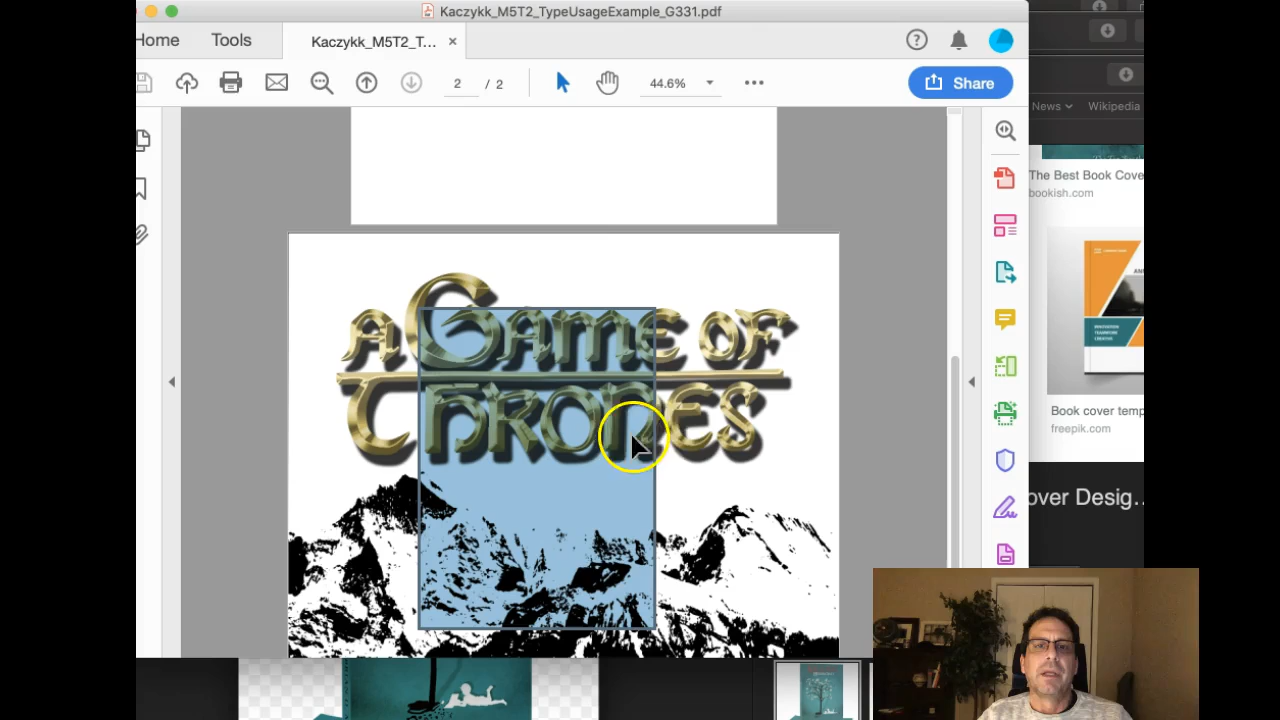 Kaczykk_M5T2_TypeUsageExample_G331.pdf
Home
Tools
Kaczykk_M5T2_T... ×
2 / 2
44.6%
Share
News
Wikipedia
The Best Book Cove
bookish.com
A GAME OF
THRONES
Book cover temp
freepik.com
over Desig...